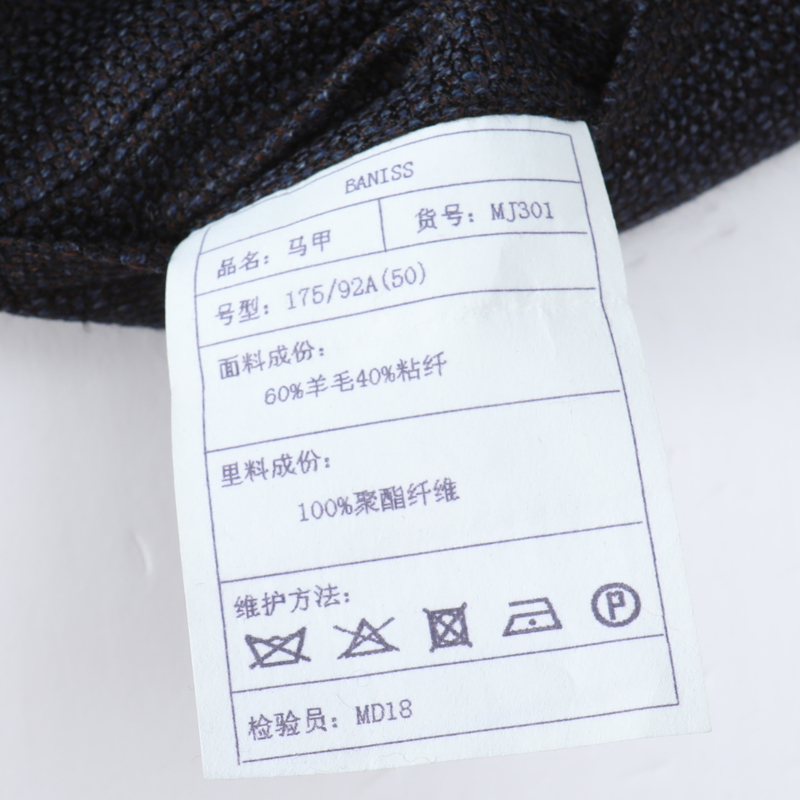 BANISS
品名：马甲 货号：MJ301
号型：175/92A(50)
面料成份：
60%羊毛40%粘纤
里料成份：
100%聚酯纤维
维护方法：
P
检验员：MD18